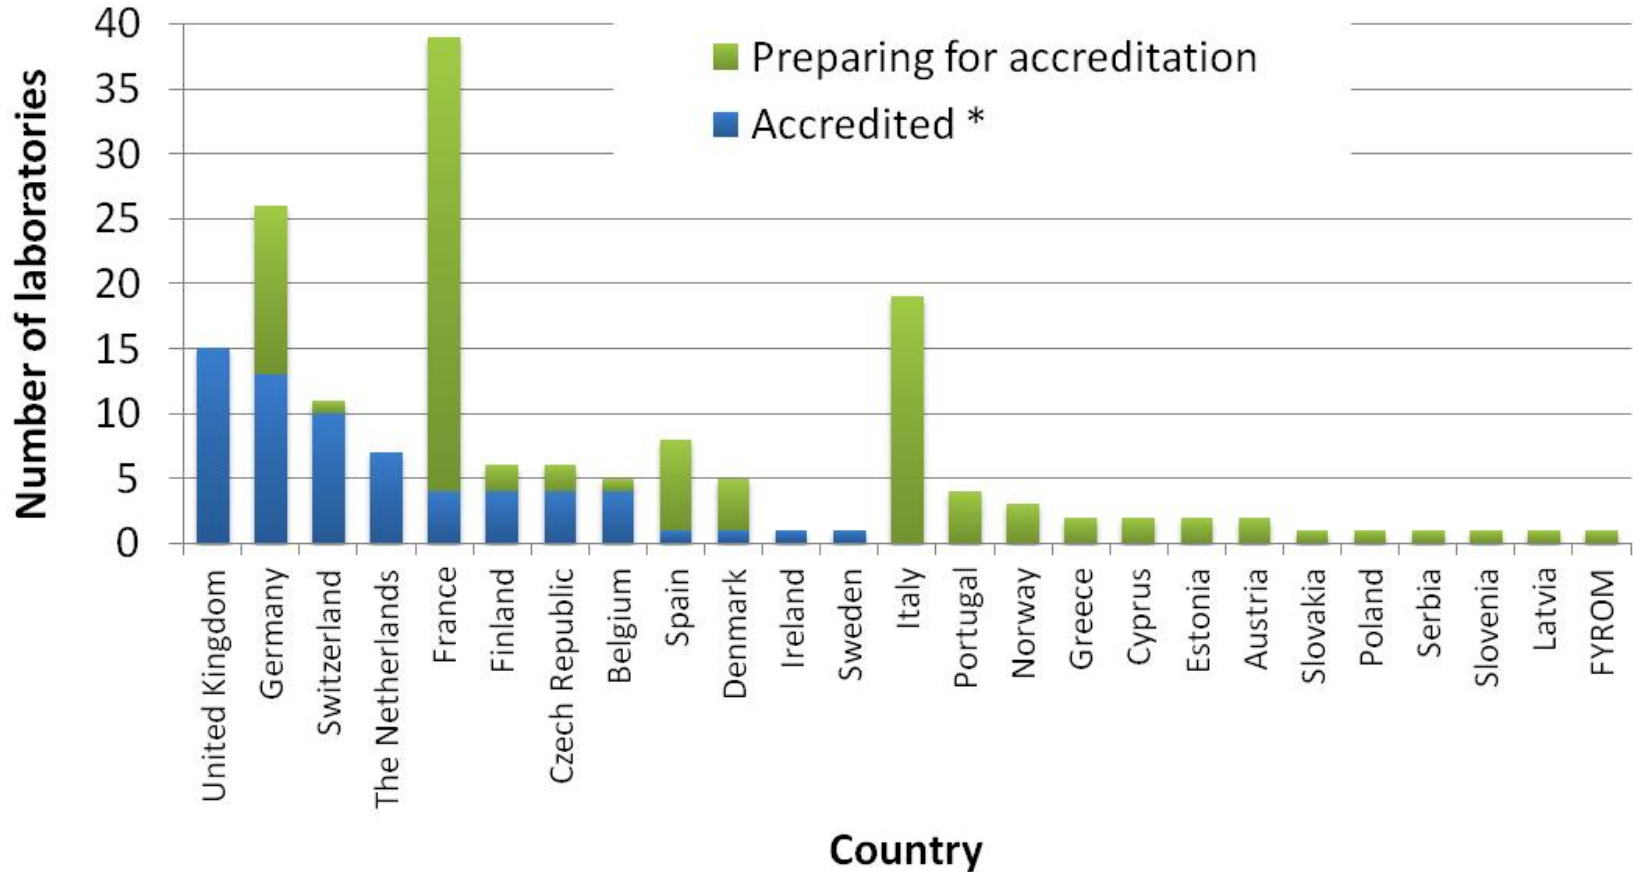 Number of laboratories
40
35
30
25
20
15
10
5
0
Preparing for accreditation
Accredited *
United Kingdom
Germany
Switzerland
The Netherlands
France
Finland
Czech Republic
Belgium
Spain
Denmark
Ireland
Sweden
Italy
Portugal
Norway
Greece
Cyprus
Estonia
Austria
Slovakia
Poland
Serbia
Slovenia
Latvia
FYROM
Country